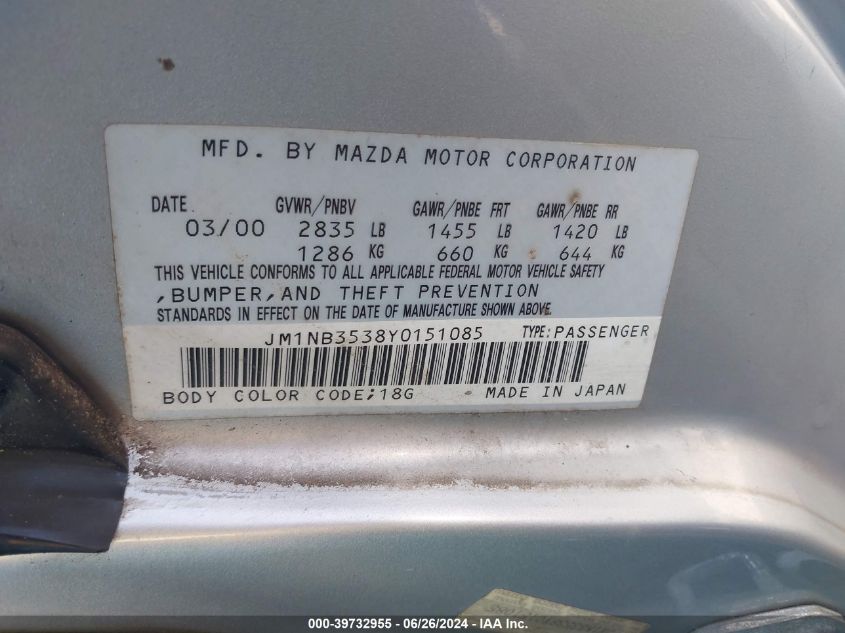 MFD. BY MAZDA MOTOR CORPORATION
DATE GVWR/PNBV GAWR/PNBE FRT GAWR/PNBE RR
03/00 2835 LB 1455 LB 1420 LB
1286 KG 660 KG 644 KG
THIS VEHICLE CONFORMS TO ALL APPLICABLE FEDERAL MOTOR VEHICLE SAFETY
,BUMPER,AND THEFT PREVENTION
STANDARDS IN EFFECT ON THE DATE OF MANUFACTURE SHOWN ABOVE.
JM1NB3538Y0151085 TYPE:PASSENGER
BODY COLOR CODE;18G MADE IN JAPAN
000-39732955 - 06/26/2024 - IAA Inc.